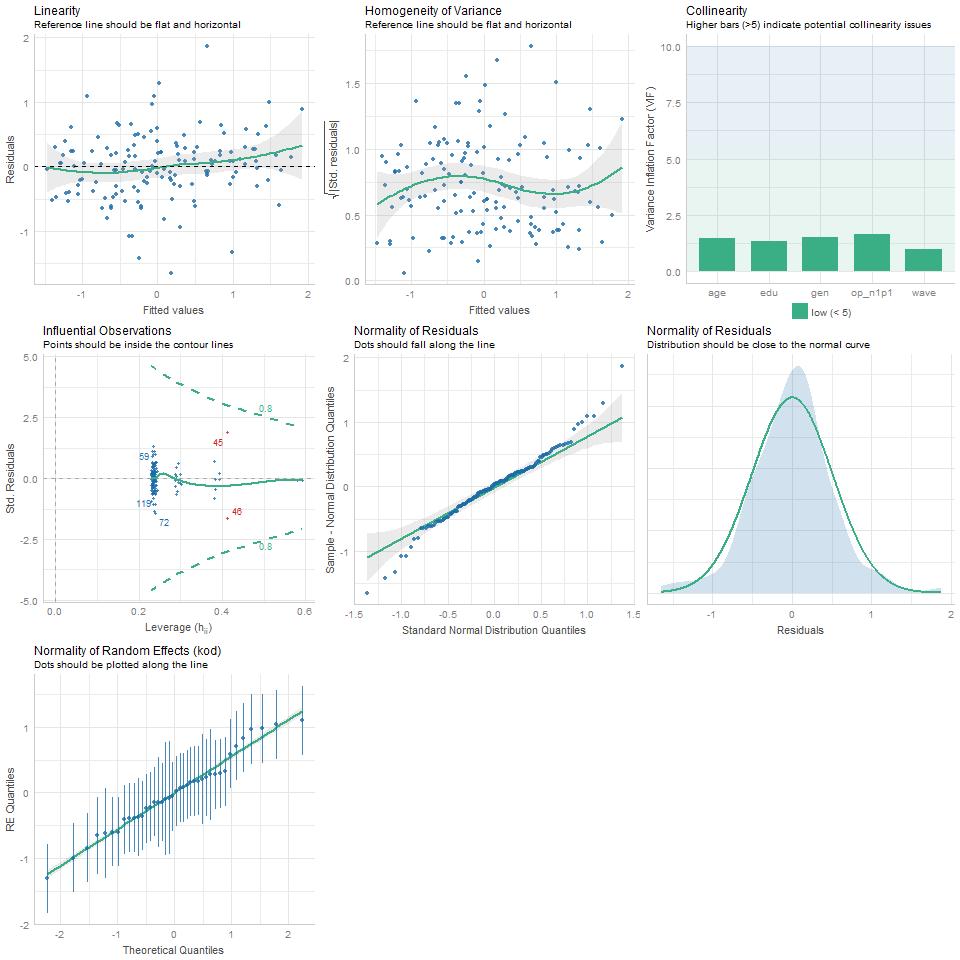 Linearity
Reference line should be flat and horizontal
2
1
0
-1
Residuals
-1
0
1
2
Fitted values
Homogeneity of Variance
Reference line should be flat and horizontal
1.5
1.0
0.5
0.0
√|Std. residuals|
-1
0
1
2
Fitted values
Collinearity
Higher bars (>5) indicate potential collinearity issues
10.0
7.5
5.0
2.5
0.0
Variance Inflation Factor (VIF)
age
edu
gen
op_n1p1
wave
low (< 5)
Influential Observations
Points should be inside the contour lines
5.0
2.5
0.0
-2.5
-5.0
Std. Residuals
0.8
45
59
119
72
46
0.8
0.0
0.2
0.4
0.6
Leverage (hii)
Normality of Residuals
Dots should fall along the line
2
1
0
-1
Sample - Normal Distribution Quantiles
-1.5
-1.0
-0.5
0.0
0.5
1.0
1.5
Standard Normal Distribution Quantiles
Normality of Residuals
Distribution should be close to the normal curve
-1
0
1
2
Residuals
Normality of Random Effects (kod)
Dots should be plotted along the line
1
0
-1
-2
RE Quantiles
-2
-1
0
1
2
Theoretical Quantiles